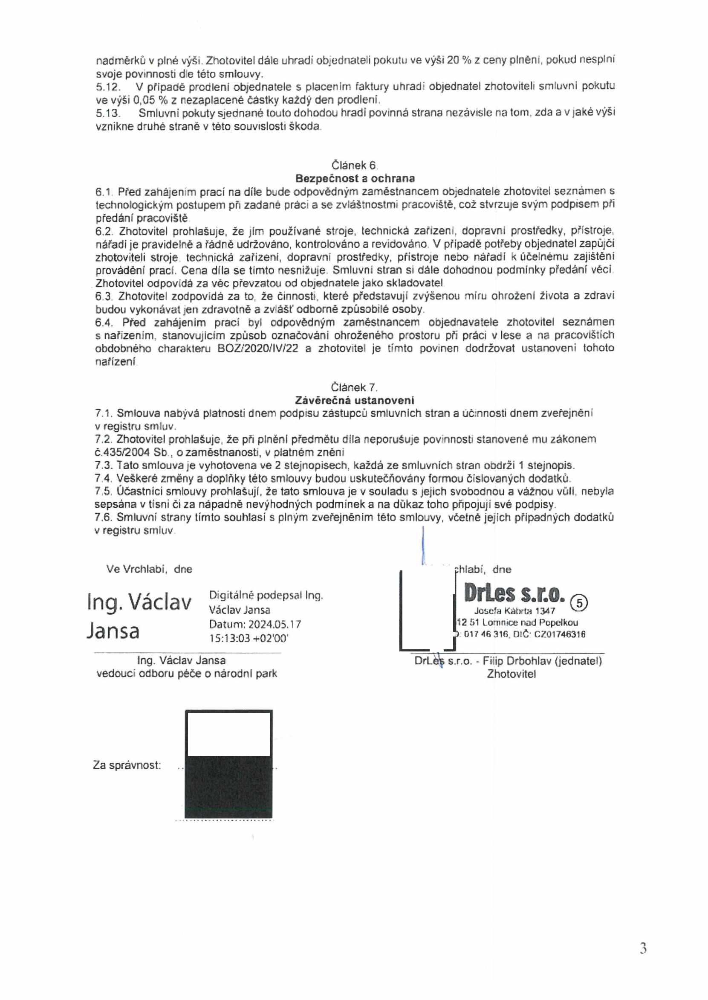 nadměrků v plné výši. Zhotovitel dále uhradí objednateli pokutu ve výši 20 % z ceny plnění, pokud nesplní
svoje povinnosti dle této smlouvy.
5.12. V případě prodlení objednatele s placením faktury uhradí objednatel zhotoviteli smluvní pokutu
ve výši 0,05 % z nezaplacené částky každý den prodlení.
5.13. Smluvní pokuty sjednané touto dohodou hradí povinná strana nezávisle na tom, zda a v jaké výši
vznikne druhé straně v této souvislosti škoda.
Článek 6.
Bezpečnost a ochrana
6.1. Před zahájením prací na díle bude odpovědným zaměstnancem objednatele zhotovitel seznámen s
technologickým postupem při zadané práci a se zvláštnostmi pracoviště, což stvrzuje svým podpisem při
předání pracoviště.
6.2. Zhotovitel prohlašuje, že jím používané stroje, technická zařízení, dopravní prostředky, přístroje,
nářadí je pravidelně a řádně udržováno, kontrolováno a revidováno. V případě potřeby objednatel zapůjčí
zhotoviteli stroje, technická zařízení, dopravní prostředky, přístroje nebo nářadí k účelnému zajištění
provádění prací. Cena díla se tímto nesnižuje. Smluvní stran si dále dohodnou podmínky předání věcí.
Zhotovitel odpovídá za věc převzatou od objednatele jako skladovatel.
6.3. Zhotovitel zodpovídá za to, že činnosti, které představují zvýšenou míru ohrožení života a zdraví
budou vykonávat jen zdravotně a zvlášť odborně způsobilé osoby.
6.4. Před zahájením prací byl odpovědným zaměstnancem objednavatele zhotovitel seznámen
s nařízením, stanovujícím způsob označování ohroženého prostoru při práci v lese a na pracovištích
obdobného charakteru BOZ/2020/IV/22 a zhotovitel je tímto povinen dodržovat ustanovení tohoto
nařízení.
Článek 7.
Závěrečná ustanovení
7.1. Smlouva nabývá platnosti dnem podpisu zástupců smluvních stran a účinnosti dnem zveřejnění
v registru smluv.
7.2. Zhotovitel prohlašuje, že při plnění předmětu díla neporušuje povinnosti stanovené mu zákonem
č.435/2004 Sb., o zaměstnanosti, v platném znění
7.3. Tato smlouva je vyhotovena ve 2 stejnopisech, každá ze smluvních stran obdrží 1 stejnopis.
7.4. Veškeré změny a doplňky této smlouvy budou uskutečňovány formou číslovaných dodatků.
7.5. Účastníci smlouvy prohlašují, že tato smlouva je v souladu s jejich svobodnou a vážnou vůlí, nebyla
sepsána v tísni či za nápadně nevýhodných podmínek a na důkaz toho připojují své podpisy.
7.6. Smluvní strany tímto souhlasí s plným zveřejněním této smlouvy, včetně jejich případných dodatků
v registru smluv.
Ve Vrchlabí, dne
chlabí, dne
Ing. Václav
Jansa
Digitálně podepsal Ing.
Václav Jansa
Datum: 2024.05.17
15:13:03 +02'00'
DrLes s.r.o. 5
Josefa Kábrta 1347
12 51 Lomnice nad Popelkou
: 017 46 316, DIČ: CZ01746316
Ing. Václav Jansa
vedoucí odboru péče o národní park
DrLes s.r.o. - Filip Drbohlav (jednatel)
Zhotovitel
Za správnost:
3